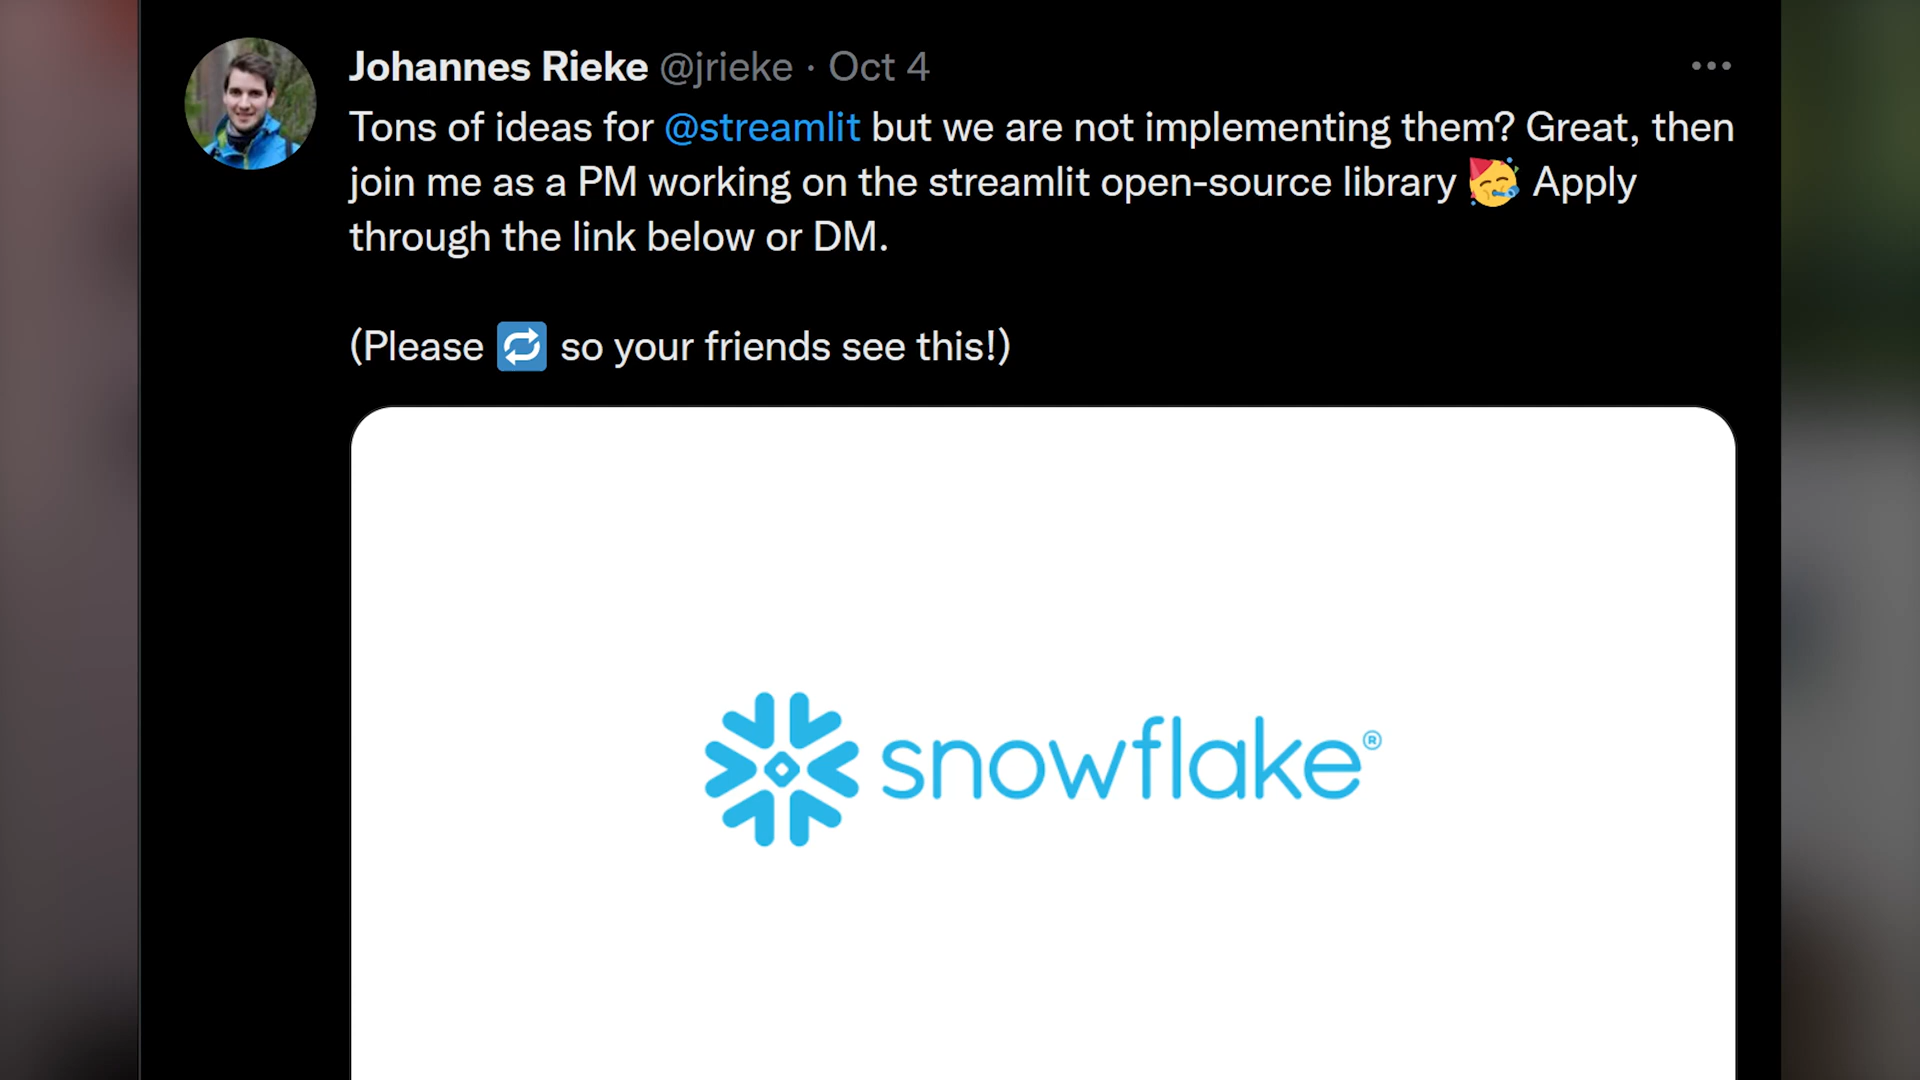 Johannes Rieke @jrieke · Oct 4
Tons of ideas for @streamlit but we are not implementing them? Great, then
join me as a PM working on the streamlit open-source library 🥳 Apply
through the link below or DM.
(Please 🔁 so your friends see this!)
snowflake®